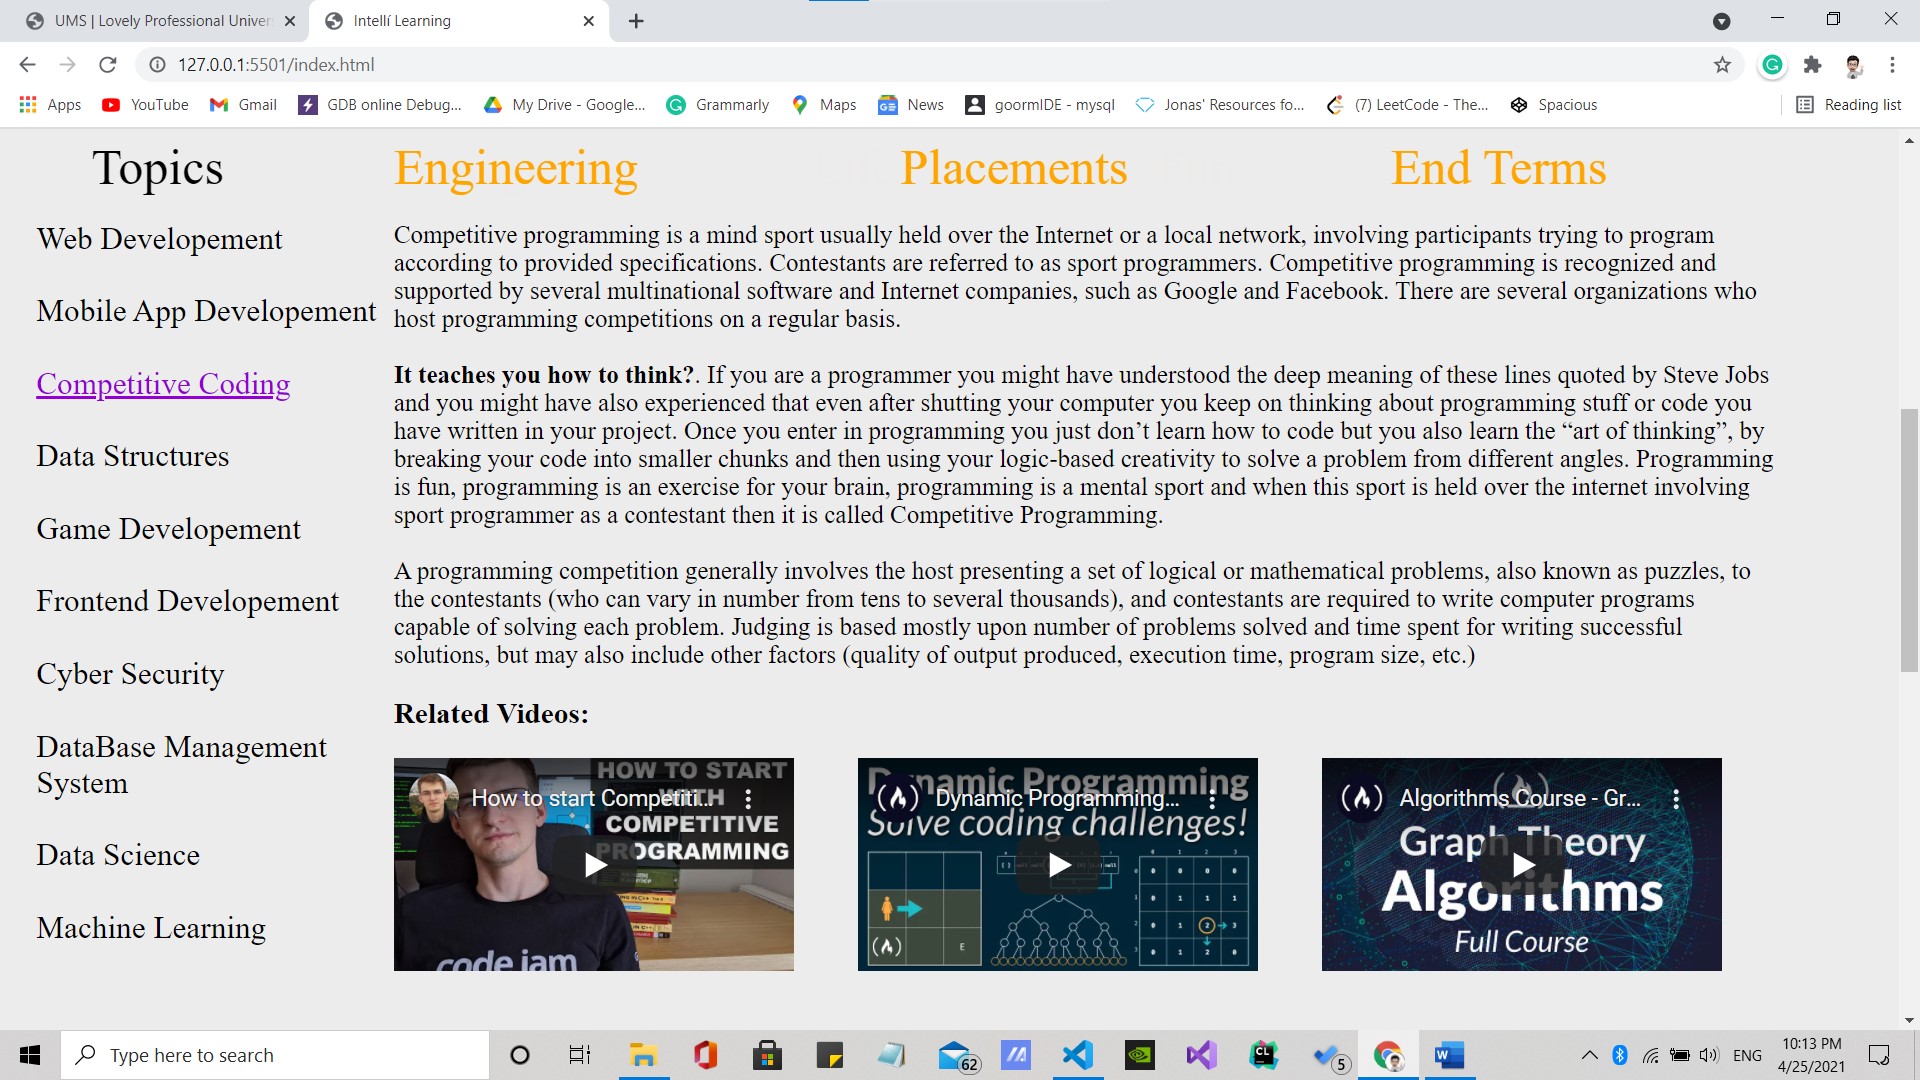 UMS | Lovely Professional Univer
Intellí Learning
127.0.0.1:5501/index.html
Apps
YouTube
Gmail
GDB online Debug...
My Drive - Google...
Grammarly
Maps
News
goormIDE - mysql
Jonas' Resources fo...
(7) LeetCode - The...
Spacious
Reading list
Topics
Engineering
Placements
End Terms
Web Developement
Mobile App Developement
Competitive Coding
Data Structures
Game Developement
Frontend Developement
Cyber Security
DataBase Management
System
Data Science
Machine Learning
Competitive programming is a mind sport usually held over the Internet or a local network, involving participants trying to program
according to provided specifications. Contestants are referred to as sport programmers. Competitive programming is recognized and
supported by several multinational software and Internet companies, such as Google and Facebook. There are several organizations who
host programming competitions on a regular basis.
It teaches you how to think?. If you are a programmer you might have understood the deep meaning of these lines quoted by Steve Jobs
and you might have also experienced that even after shutting your computer you keep on thinking about programming stuff or code you
have written in your project. Once you enter in programming you just don’t learn how to code but you also learn the “art of thinking”, by
breaking your code into smaller chunks and then using your logic-based creativity to solve a problem from different angles. Programming
is fun, programming is an exercise for your brain, programming is a mental sport and when this sport is held over the internet involving
sport programmer as a contestant then it is called Competitive Programming.
A programming competition generally involves the host presenting a set of logical or mathematical problems, also known as puzzles, to
the contestants (who can vary in number from tens to several thousands), and contestants are required to write computer programs
capable of solving each problem. Judging is based mostly upon number of problems solved and time spent for writing successful
solutions, but may also include other factors (quality of output produced, execution time, program size, etc.)
Related Videos:
HOW TO START
How to start Competiti...
WITH
COMPETITIVE
PROGRAMMING
code jam
Dynamic Programming
Dynamic Programming...
Solve coding challenges!
E
Algorithms Course - Gr...
Graph Theory
Algorithms
Full Course
Type here to search
62
CL
5
W
ENG
10:13 PM
4/25/2021